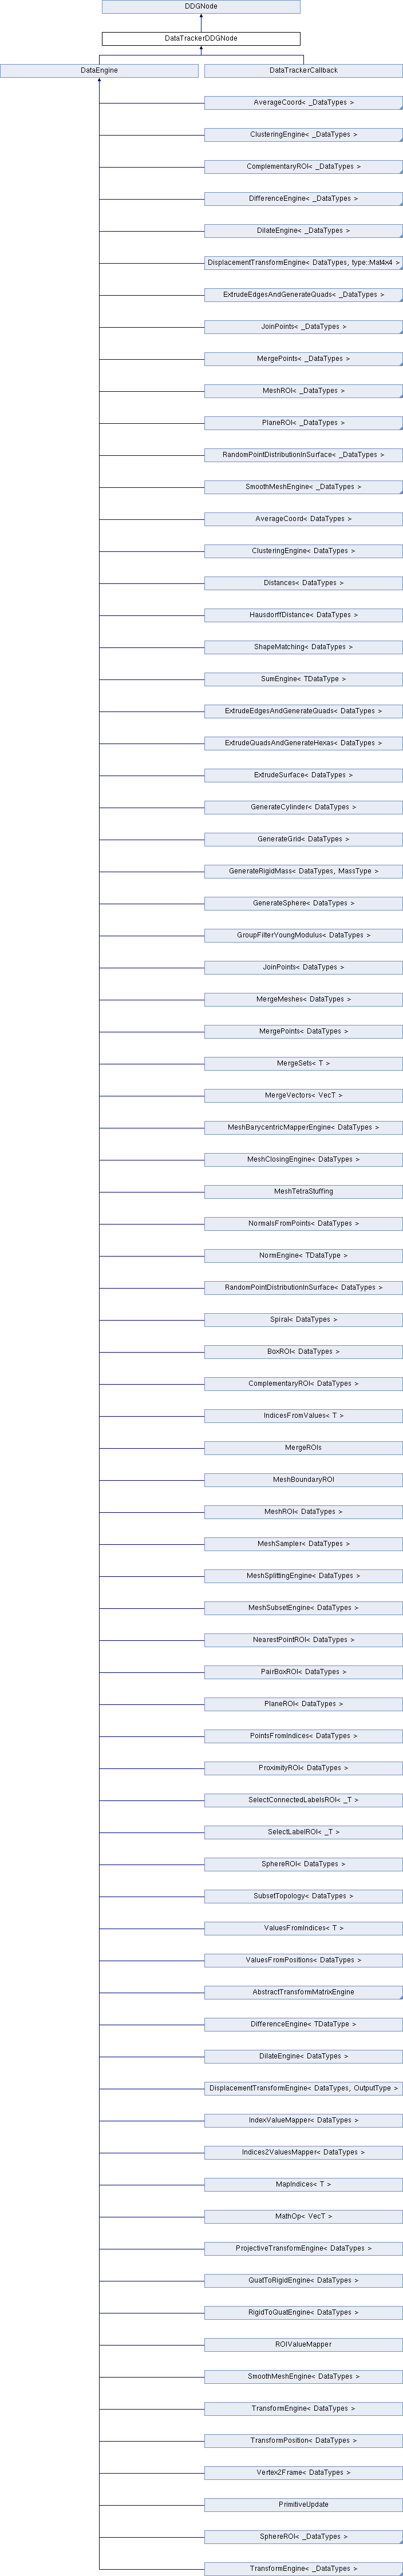 DDGNode
DataTrackerDDGNode
DataEngine
DataTrackerCallback
AverageCoord< _DataTypes >
ClusteringEngine< _DataTypes >
ComplementaryROI< _DataTypes >
DifferenceEngine< _DataTypes >
DilateEngine< _DataTypes >
DisplacementTransformEngine< DataTypes, type::Mat4x4 >
ExtrudeEdgesAndGenerateQuads< _DataTypes >
JoinPoints< _DataTypes >
MergePoints< _DataTypes >
MeshROI< _DataTypes >
PlaneROI< _DataTypes >
RandomPointDistributionInSurface< _DataTypes >
SmoothMeshEngine< _DataTypes >
AverageCoord< DataTypes >
ClusteringEngine< DataTypes >
Distances< DataTypes >
HausdorffDistance< DataTypes >
ShapeMatching< DataTypes >
SumEngine< TDataType >
ExtrudeEdgesAndGenerateQuads< DataTypes >
ExtrudeQuadsAndGenerateHexas< DataTypes >
ExtrudeSurface< DataTypes >
GenerateCylinder< DataTypes >
GenerateGrid< DataTypes >
GenerateRigidMass< DataTypes, MassType >
GenerateSphere< DataTypes >
GroupFilterYoungModulus< DataTypes >
JoinPoints< DataTypes >
MergeMeshes< DataTypes >
MergePoints< DataTypes >
MergeSets< T >
MergeVectors< VecT >
MeshBarycentricMapperEngine< DataTypes >
MeshClosingEngine< DataTypes >
MeshTetraStuffing
NormalsFromPoints< DataTypes >
NormEngine< TDataType >
RandomPointDistributionInSurface< DataTypes >
Spiral< DataTypes >
BoxROI< DataTypes >
ComplementaryROI< DataTypes >
IndicesFromValues< T >
MergeROIs
MeshBoundaryROI
MeshROI< DataTypes >
MeshSampler< DataTypes >
MeshSplittingEngine< DataTypes >
MeshSubsetEngine< DataTypes >
NearestPointROI< DataTypes >
PairBoxROI< DataTypes >
PlaneROI< DataTypes >
PointsFromIndices< DataTypes >
ProximityROI< DataTypes >
SelectConnectedLabelsROI< _T >
SelectLabelROI< _T >
SphereROI< DataTypes >
SubsetTopology< DataTypes >
ValuesFromIndices< T >
ValuesFromPositions< DataTypes >
AbstractTransformMatrixEngine
DifferenceEngine< TDataType >
DilateEngine< DataTypes >
DisplacementTransformEngine< DataTypes, OutputType >
IndexValueMapper< DataTypes >
Indices2ValuesMapper< DataTypes >
MapIndices< T >
MathOp< VecT >
ProjectiveTransformEngine< DataTypes >
QuatToRigidEngine< DataTypes >
RigidToQuatEngine< DataTypes >
ROIValueMapper
SmoothMeshEngine< DataTypes >
TransformEngine< DataTypes >
TransformPosition< DataTypes >
Vertex2Frame< DataTypes >
PrimitiveUpdate
SphereROI< _DataTypes >
TransformEngine< _DataTypes >